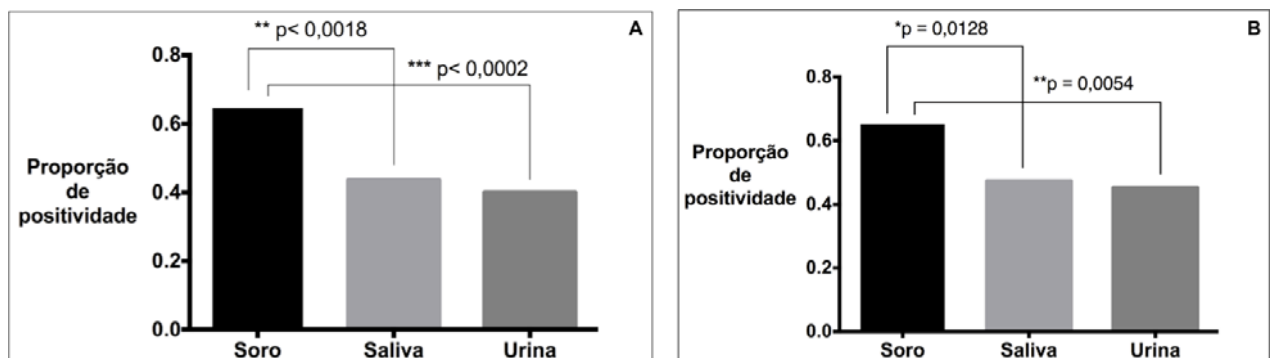 A
** p< 0,0018
*** p< 0,0002
0.8
0.6
0.4
0.2
0.0
Proporção
de
positividade
Soro Saliva Urina
B
*p = 0,0128
**p = 0,0054
0.8
0.6
0.4
0.2
0.0
Proporção
de
positividade
Soro Saliva Urina